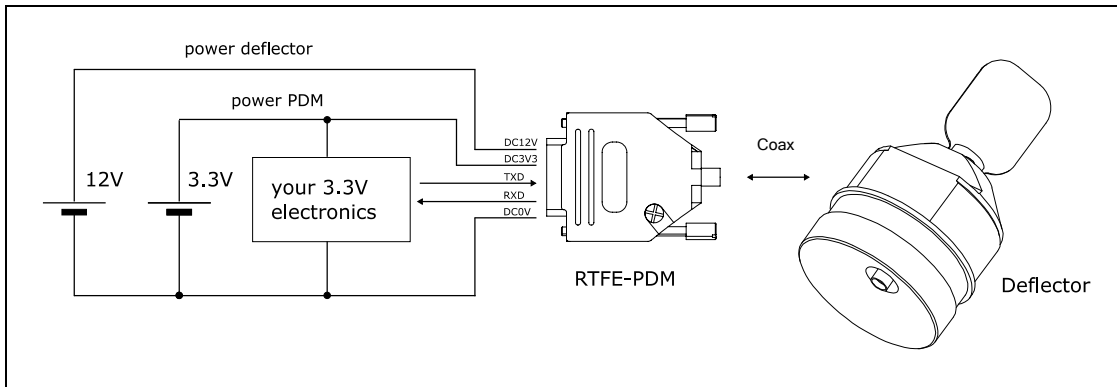 power deflector
power PDM
12V
3.3V
your 3.3V
electronics
DC12V
DC3V3
TXD
RXD
DC0V
RTFE-PDM
Coax
Deflector